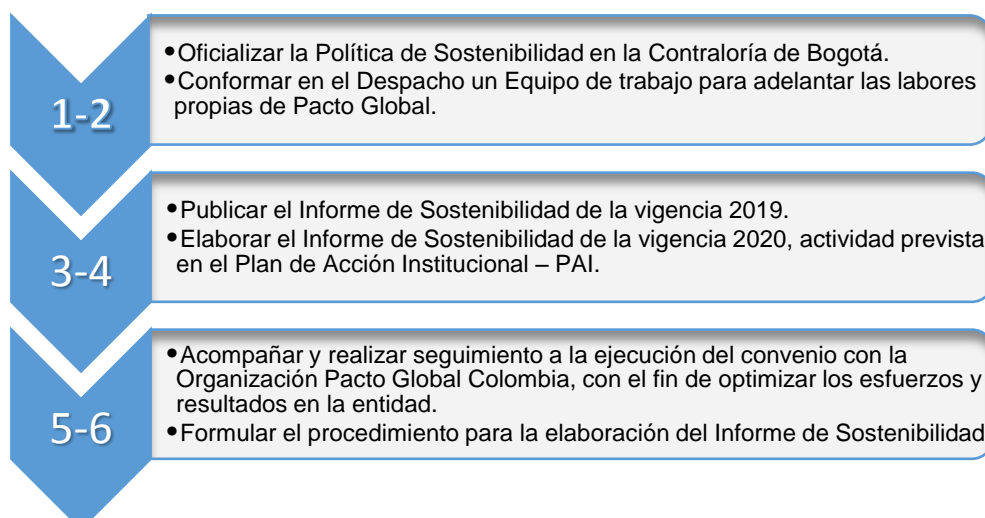 1-2
•Oficializar la Política de Sostenibilidad en la Contraloría de Bogotá.
•Conformar en el Despacho un Equipo de trabajo para adelantar las labores
propias de Pacto Global.
3-4
•Publicar el Informe de Sostenibilidad de la vigencia 2019.
•Elaborar el Informe de Sostenibilidad de la vigencia 2020, actividad prevista
en el Plan de Acción Institucional – PAI.
5-6
•Acompañar y realizar seguimiento a la ejecución del convenio con la
Organización Pacto Global Colombia, con el fin de optimizar los esfuerzos y
resultados en la entidad.
•Formular el procedimiento para la elaboración del Informe de Sostenibilidad